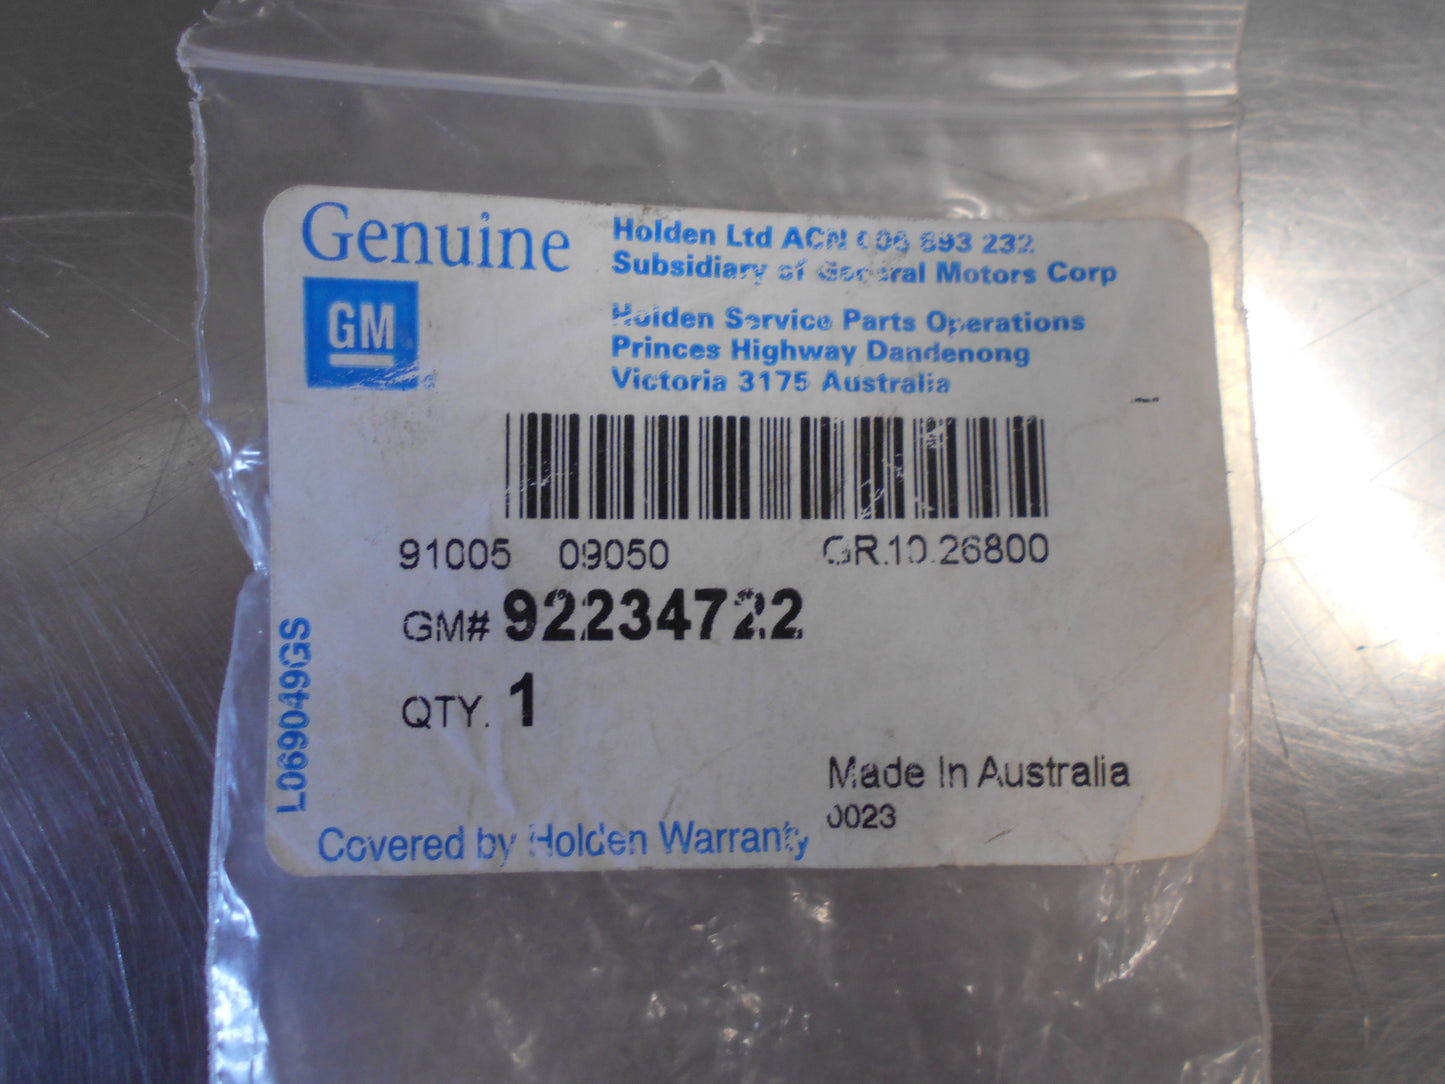 Genuine
GM
Holden Ltd ACN 006 893 232
Subsidiary of General Motors Corp
Holden Service Parts Operations
Princes Highway Dandenong
Victoria 3175 Australia
91005 09050 GR.10.26800
GM# 92234722
QTY. 1
L069049GS
Made In Australia
0023
Covered by Holden Warranty